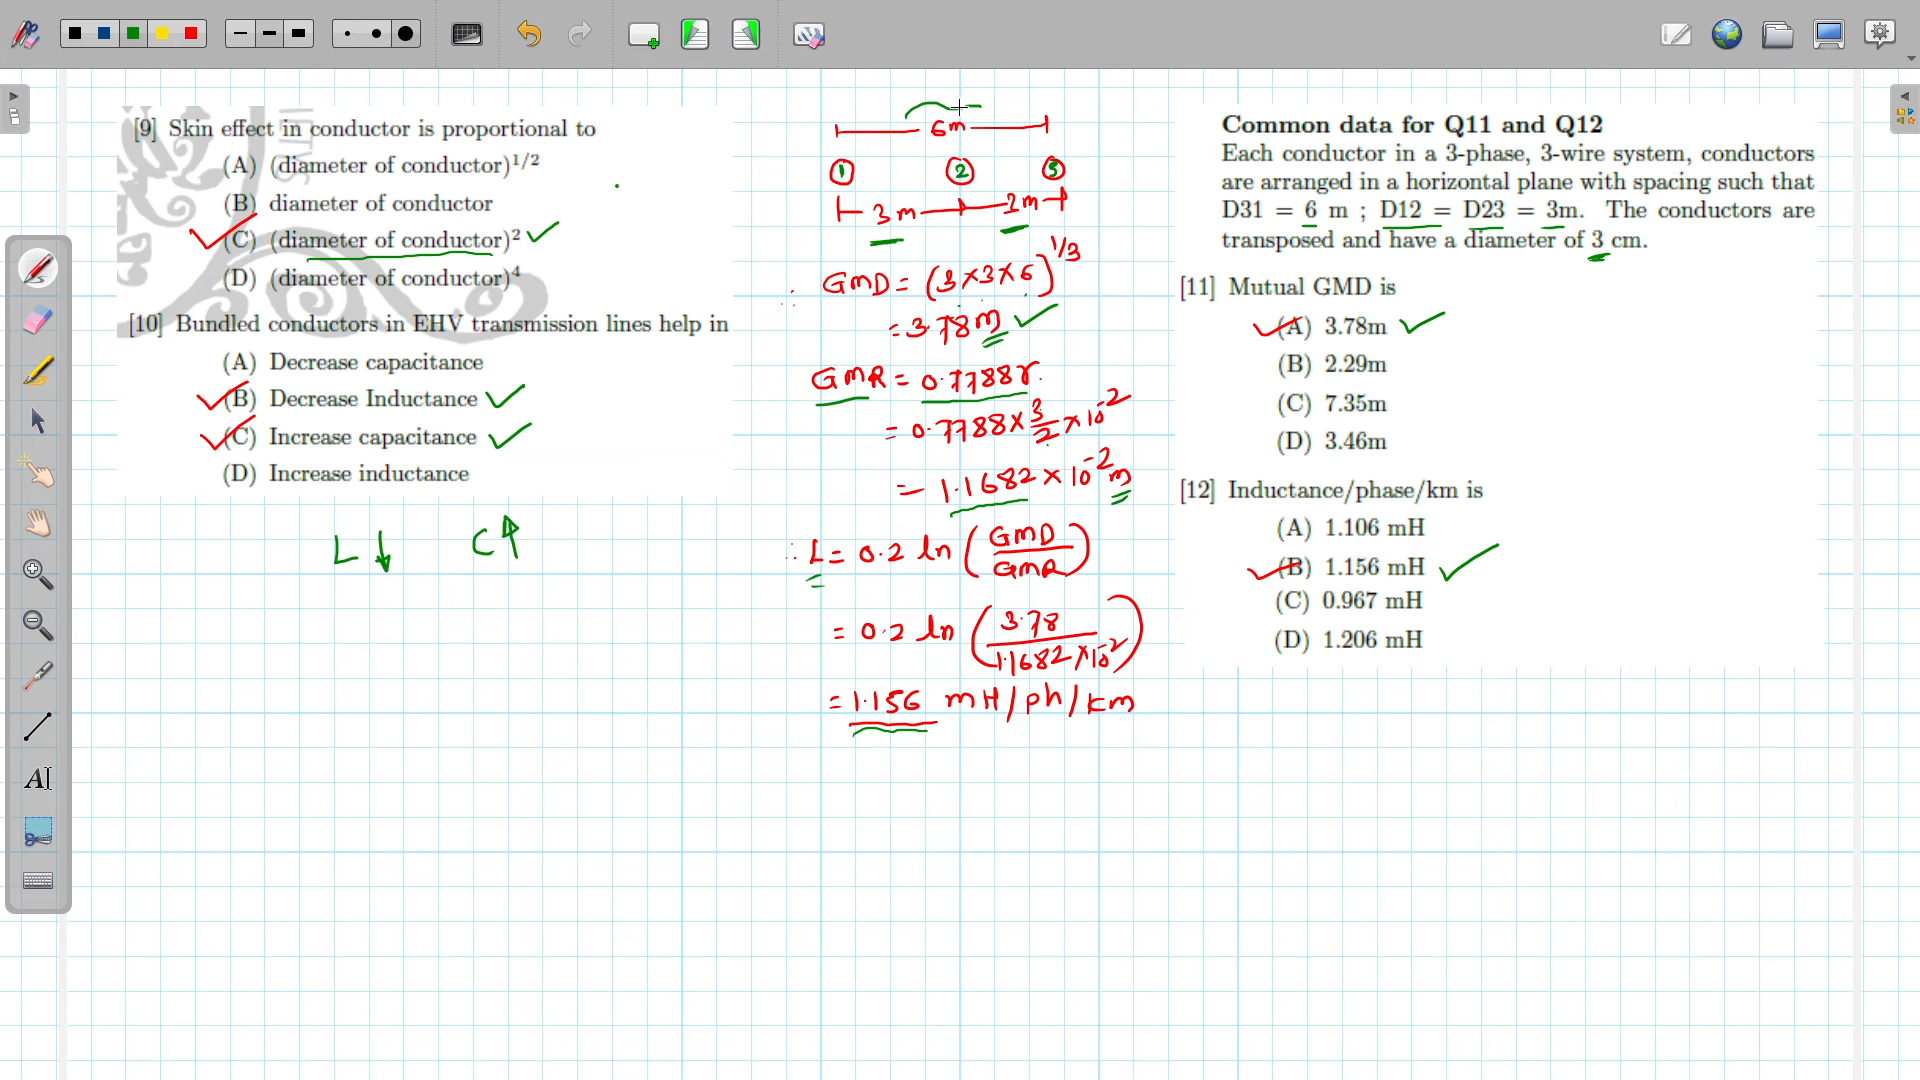 [9] Skin effect in conductor is proportional to
(A) (diameter of conductor)^1/2
(B) diameter of conductor
(C) (diameter of conductor)^2
(D) (diameter of conductor)^4
[10] Bundled conductors in EHV transmission lines help in
(A) Decrease capacitance
(B) Decrease Inductance
(C) Increase capacitance
(D) Increase inductance
L ↓ C ↑
6m
1 2 3
3 m 3 m
∴ GMD = (3×3×6)^1/3
= 3.78m
GMR = 0.7788r
= 0.7788 × 3/2 × 10^-2
= 1.1682 × 10^-2 m
∴ L = 0.2 ln (GMD/GMR)
= 0.2 ln (3.78/1.1682 × 10^-2)
= 1.156 mH/ph/km
Common data for Q11 and Q12
Each conductor in a 3-phase, 3-wire system, conductors
are arranged in a horizontal plane with spacing such that
D31 = 6 m ; D12 = D23 = 3m. The conductors are
transposed and have a diameter of 3 cm.
[11] Mutual GMD is
(A) 3.78m
(B) 2.29m
(C) 7.35m
(D) 3.46m
[12] Inductance/phase/km is
(A) 1.106 mH
(B) 1.156 mH
(C) 0.967 mH
(D) 1.206 mH